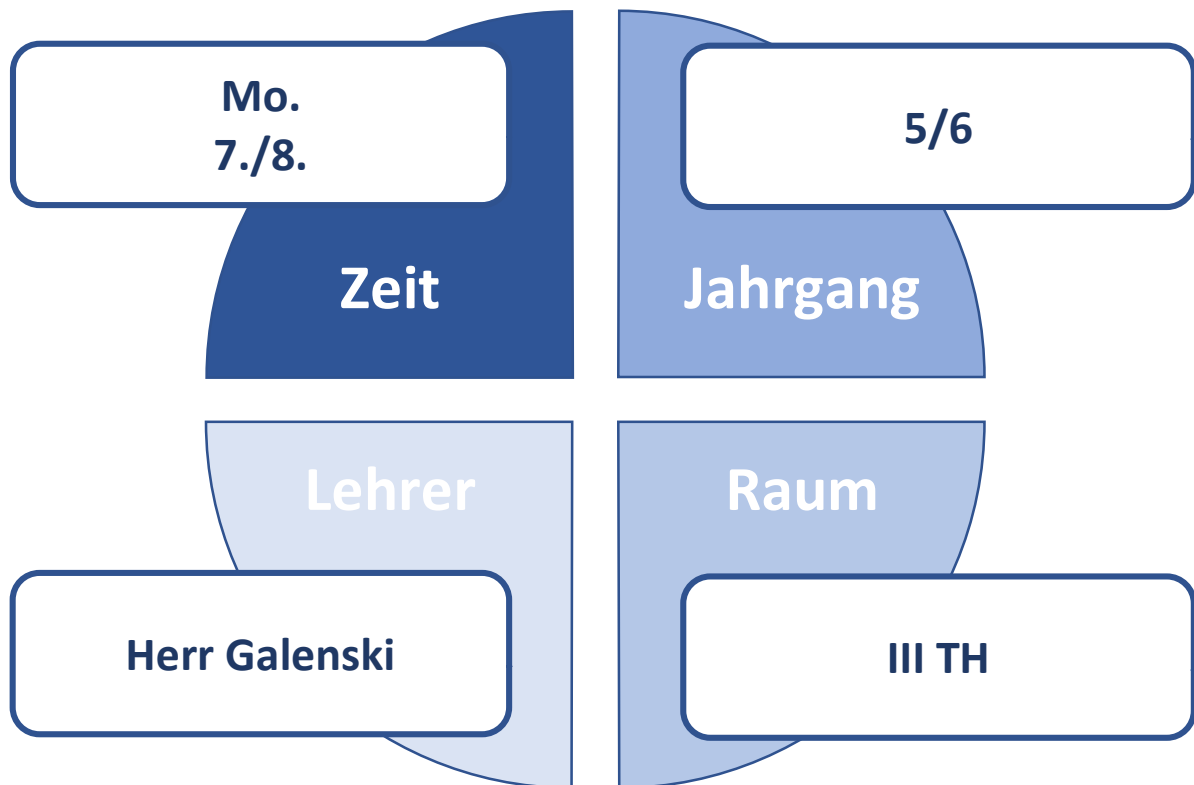 Mo.
7./8.
Zeit
5/6
Jahrgang
Lehrer
Herr Galenski
Raum
III TH